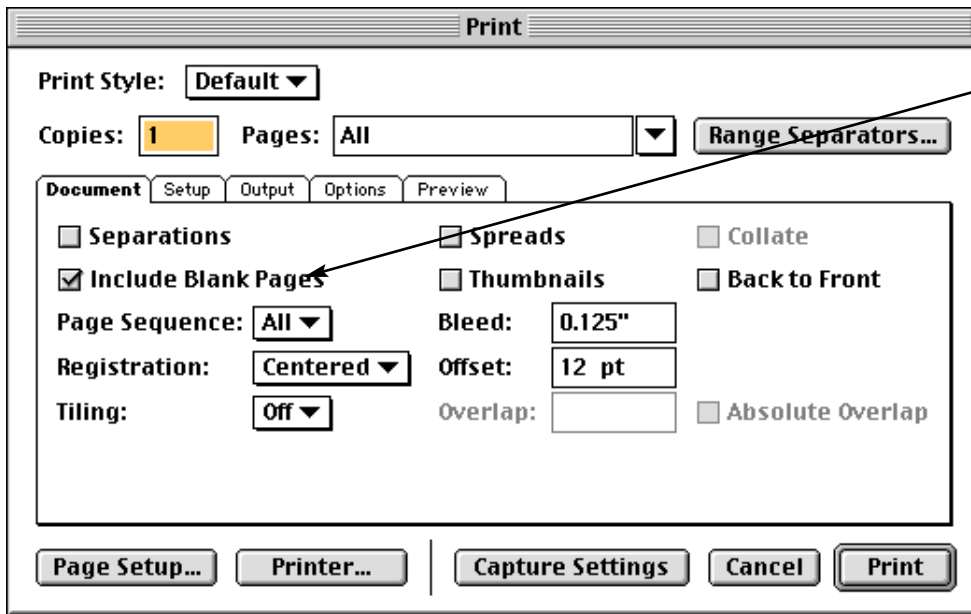 Print
Print Style: Default
Copies: 1 Pages: All Range Separators...
Document Setup Output Options Preview
Separations Spreads Collate
Include Blank Pages Thumbnails Back to Front
Page Sequence: All Bleed: 0.125"
Registration: Centered Offset: 12 pt
Tiling: Off Overlap: Absolute Overlap
Page Setup... Printer... Capture Settings Cancel Print